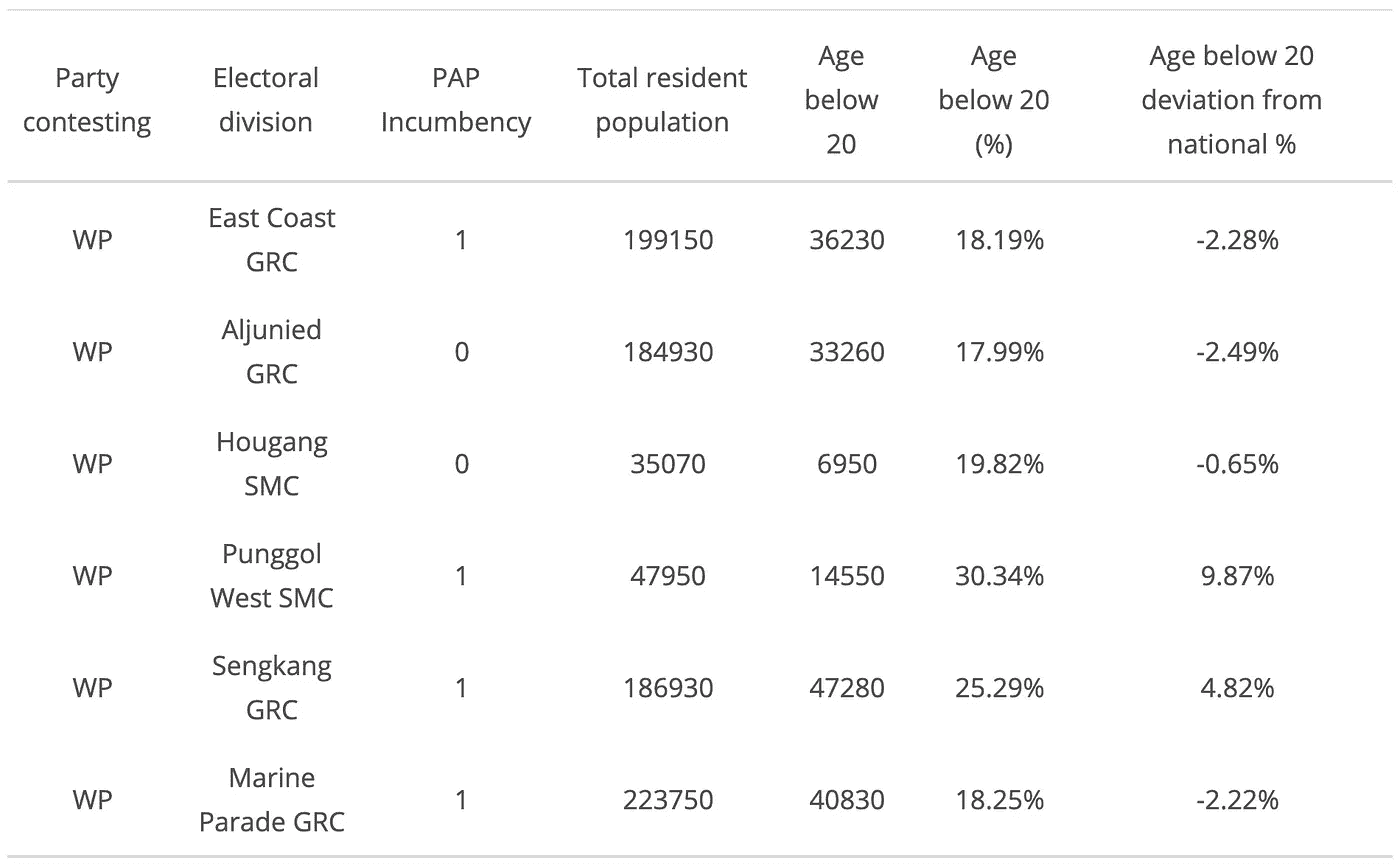 Party contesting | Electoral division | PAP Incumbency | Total resident population | Age below 20 | Age below 20 (%) | Age below 20 deviation from national %
WP | East Coast GRC | 1 | 199150 | 36230 | 18.19% | -2.28%
WP | Aljunied GRC | 0 | 184930 | 33260 | 17.99% | -2.49%
WP | Hougang SMC | 0 | 35070 | 6950 | 19.82% | -0.65%
WP | Punggol West SMC | 1 | 47950 | 14550 | 30.34% | 9.87%
WP | Sengkang GRC | 1 | 186930 | 47280 | 25.29% | 4.82%
WP | Marine Parade GRC | 1 | 223750 | 40830 | 18.25% | -2.22%